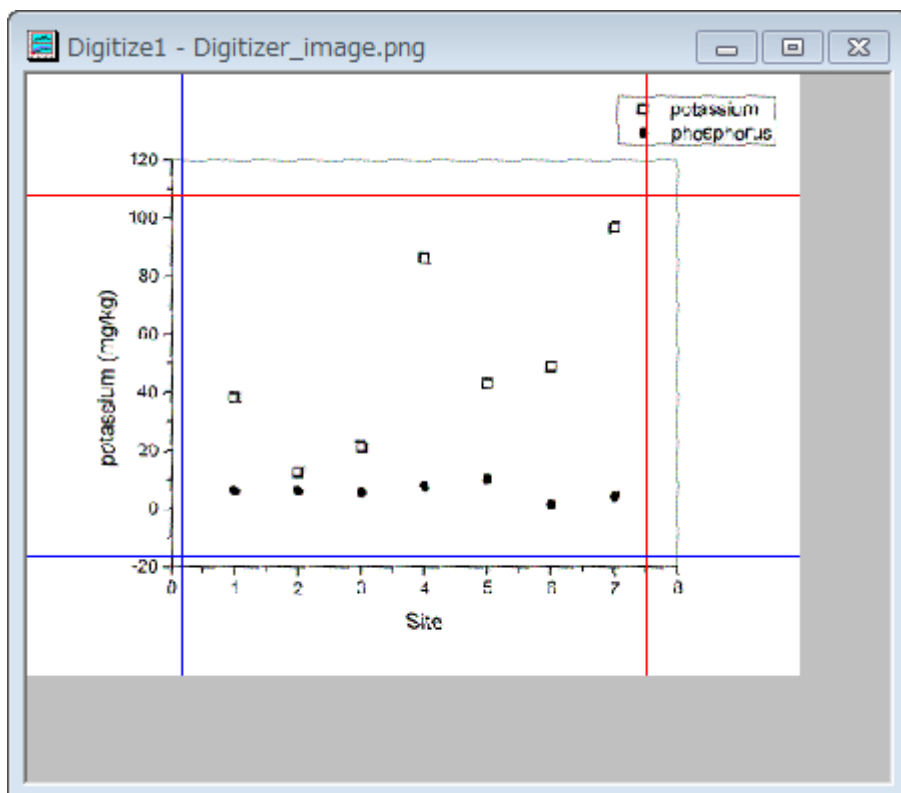 Digitize1 - Digitizer_image.png
potassium
phosphorus
120
100
80
60
40
20
0
-20
potassium (mg/kg)
0 1 2 3 4 5 6 7 8
Site